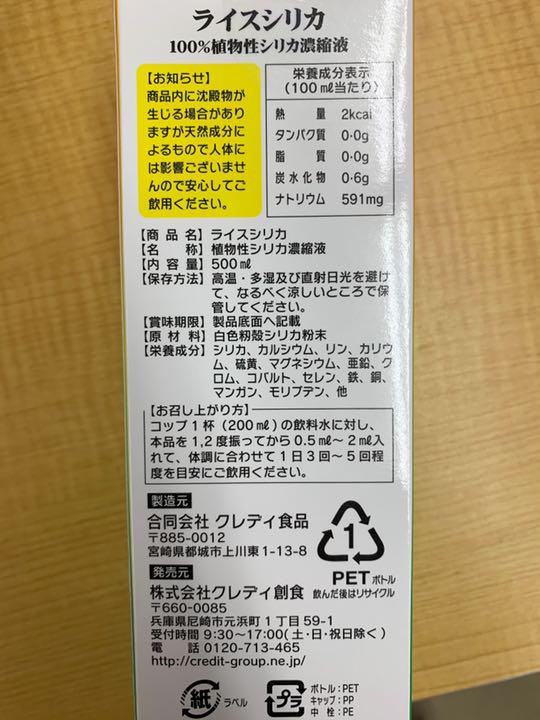 ライスシリカ
100%植物性シリカ濃縮液
【お知らせ】
商品内に沈殿物が
生じる場合があり
ますが天然成分に
よるもので人体に
は影響ございませ
んので安心してご
飲用ください。
栄養成分表示
（100㎖当たり）
熱　量 2kcal
タンパク質 0·0g
脂　質 0·0g
炭水化物 0·6g
ナトリウム 591mg
【商品名】ライスシリカ
【名　称】植物性シリカ濃縮液
【内容量】500㎖
【保存方法】高温・多湿及び直射日光を避け
て、なるべく涼しいところで保
管してください。
【賞味期限】製品底面へ記載
【原材料】白色籾殻シリカ粉末
【栄養成分】シリカ、カルシウム、リン、カリウ
ム、硫黄、マグネシウム、亜鉛、ク
ロム、コバルト、セレン、鉄、銅、
マンガン、モリブテン、他
【お召し上がり方】
コップ1杯（200㎖）の飲料水に対し、
本品を1,2度振ってから0.5㎖～2㎖入
れて、体調に合わせて1日3回～5回程
度を目安にご飲用ください。
製造元
合同会社 クレディ食品
〒885-0012
宮崎県都城市上川東1-13-8
発売元
株式会社クレディ創食
〒660-0085
兵庫県尼崎市元浜町1丁目59-1
受付時間 9:30～17:00(土・日・祝日除く)
電　話 0120-713-465
http://credit-group.ne.jp/
1
PETボトル
飲んだ後はリサイクル
紙 ラベル
プラ
ボトル:PET
キャップ:PP
中　栓:PE